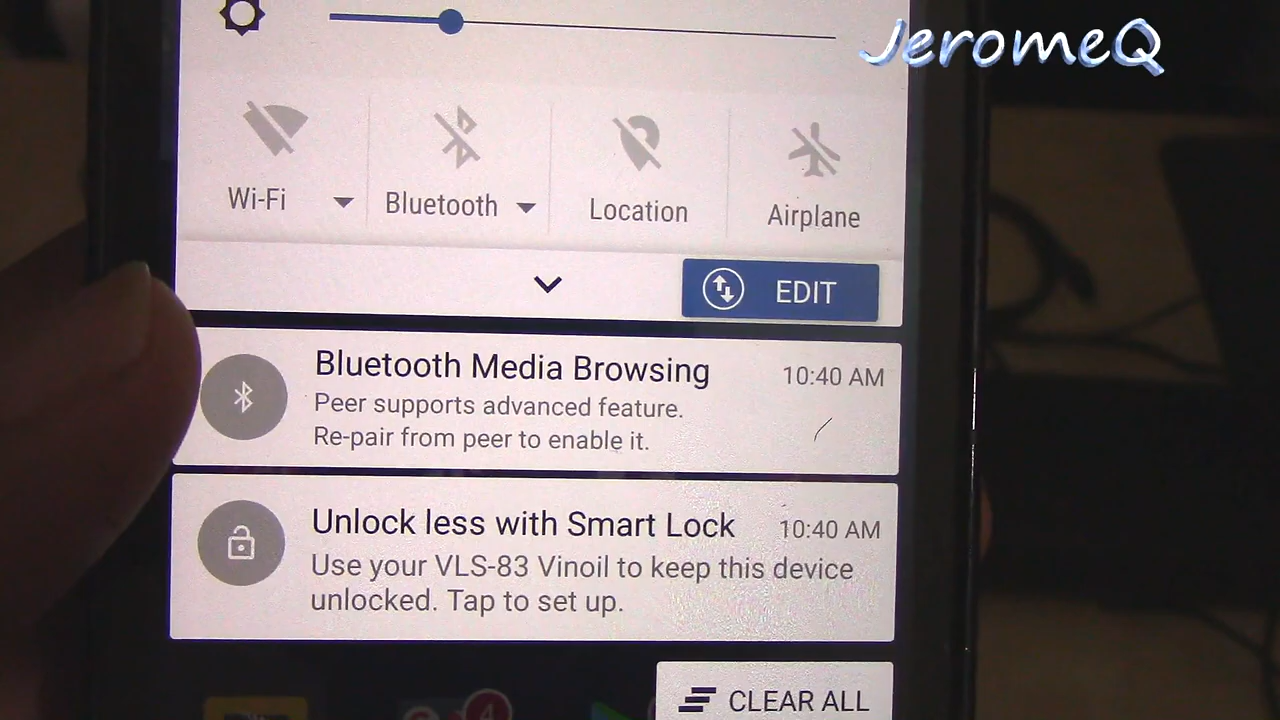 JeromeQ
Wi-Fi
Bluetooth
Location
Airplane
EDIT
Bluetooth Media Browsing
10:40 AM
Peer supports advanced feature.
Re-pair from peer to enable it.
Unlock less with Smart Lock
10:40 AM
Use your VLS-83 Vinoil to keep this device
unlocked. Tap to set up.
4
CLEAR ALL